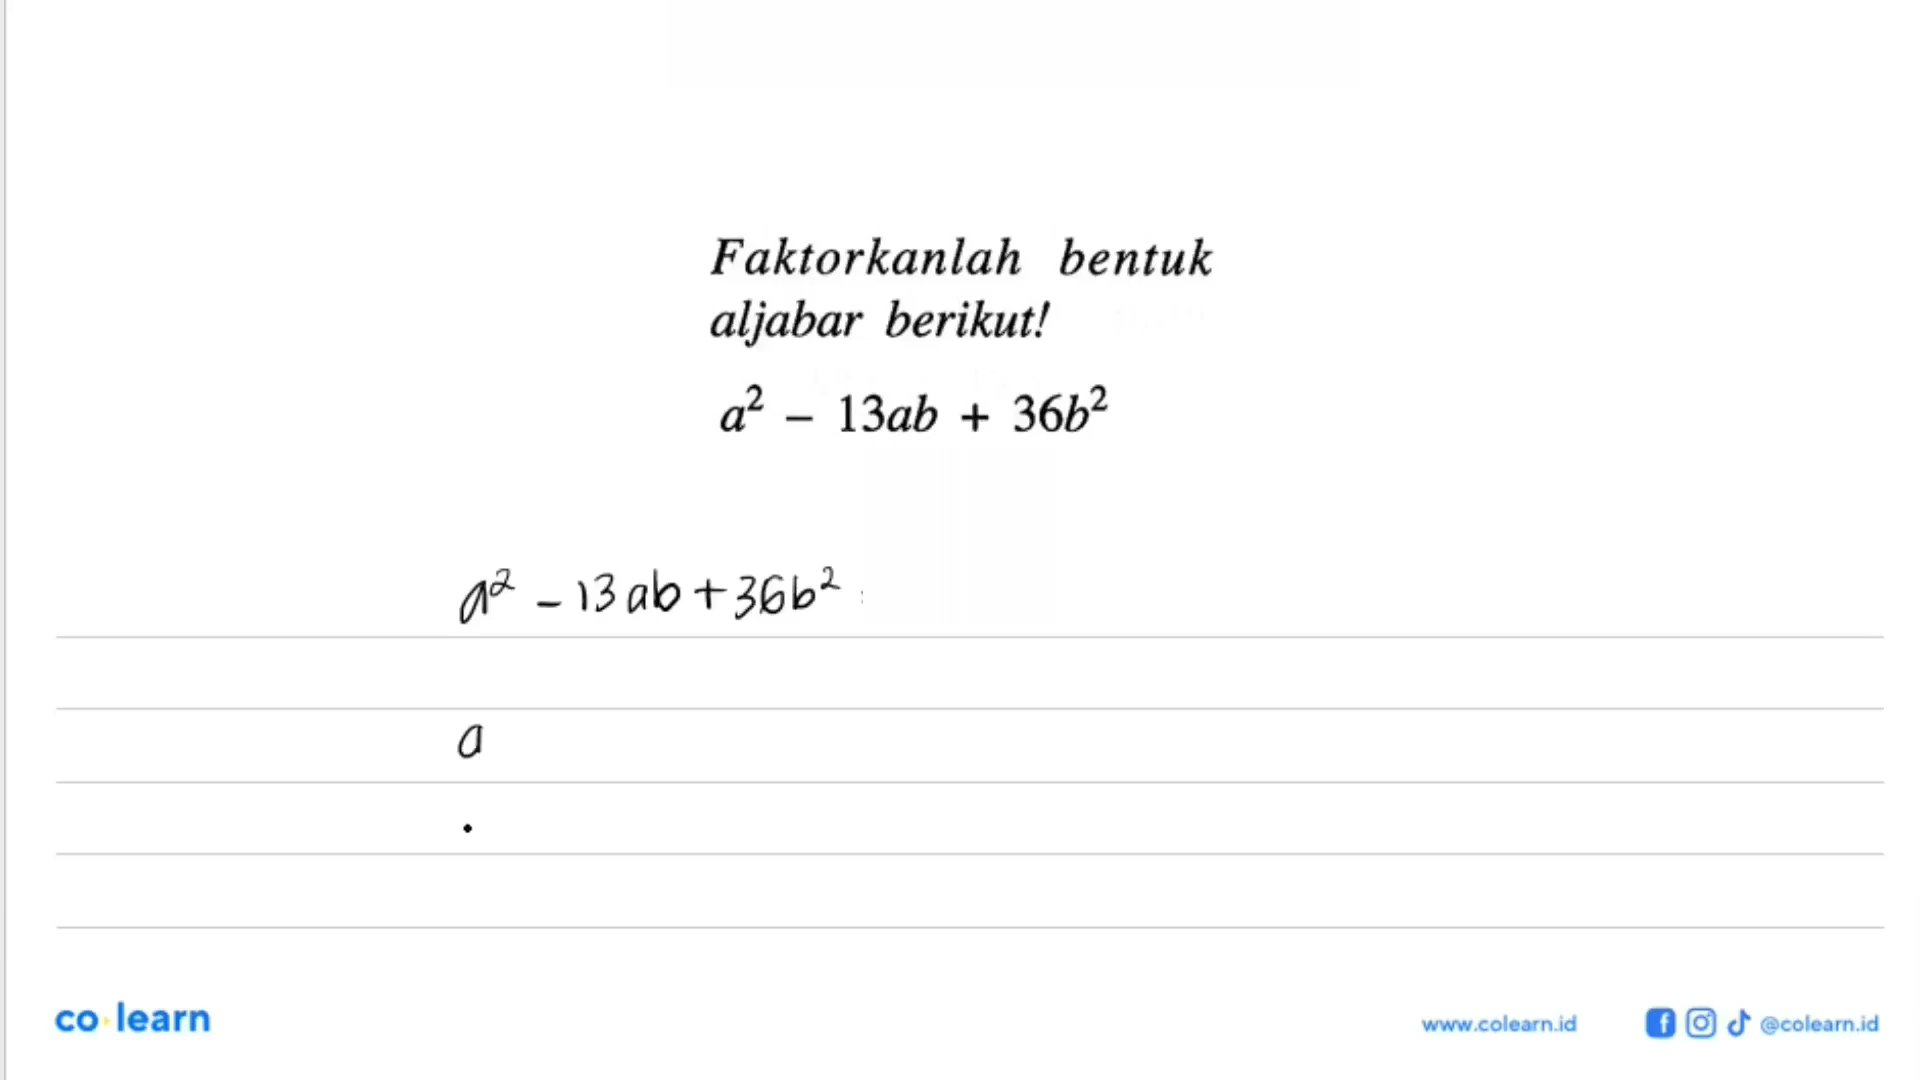 Faktorkanlah bentuk
aljabar berikut!
a² – 13ab + 36b²
a² – 13ab + 36b²
a
co learn
www.colearn.id @colearn.id